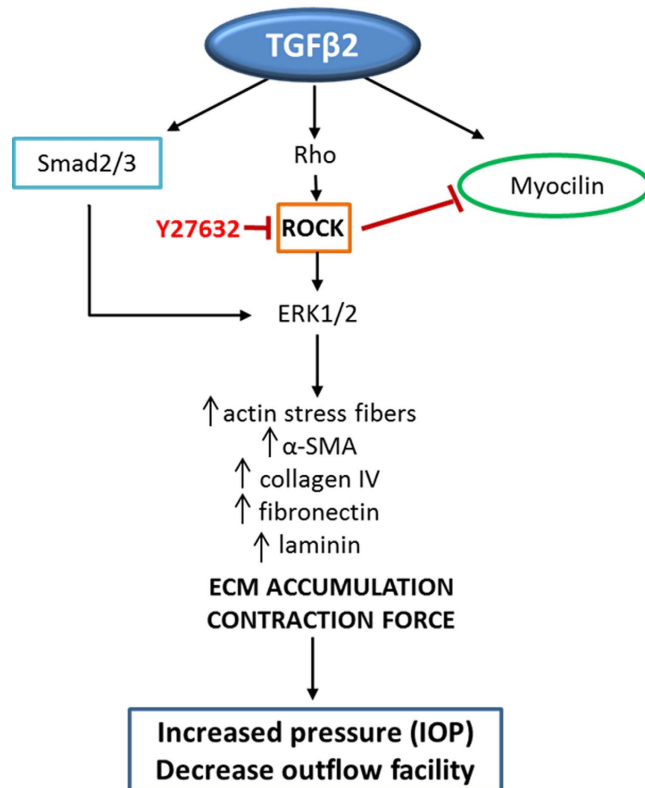 TGFβ2
Smad2/3
Rho
Myocilin
Y27632
ROCK
ERK1/2
↑ actin stress fibers
↑ α-SMA
↑ collagen IV
↑ fibronectin
↑ laminin
ECM ACCUMULATION
CONTRACTION FORCE
Increased pressure (IOP)
Decrease outflow facility